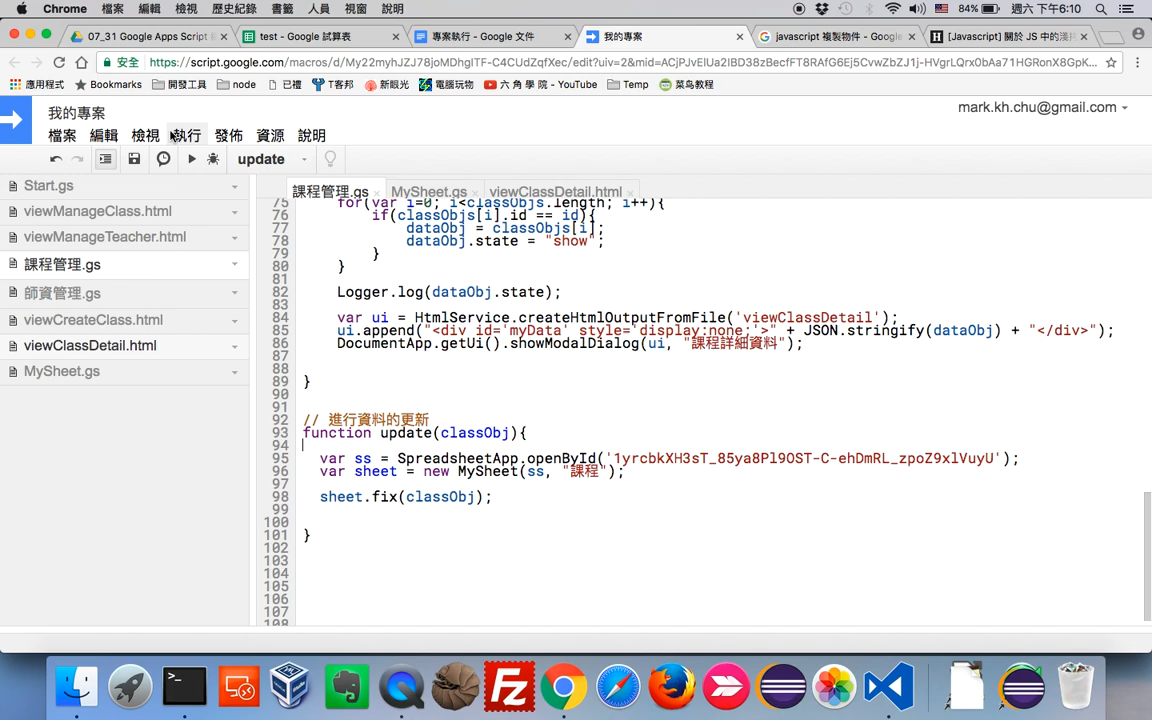 Chrome 檔案 編輯 檢視 歷史紀錄 書籤 人員 視窗 說明 84% 週六 下午6:10
07_31 Google Apps Script test - Google 試算表 專案執行 - Google 文件 我的專案 javascript 複製物件 - Google [Javascript] 關於 JS 中的淺拷
安全 https://script.google.com/macros/d/My22myhJZJ78joMDhgITF-C4CUdZqfXec/edit?uiv=2&mid=ACjPJvEIUa2IBD38zBecfFT8RAfG6Ej5CvwZbZJ1j-HVgrLQrx0bAa71HGRonX8GpK...
應用程式 Bookmarks 開發工具 node 已禮 T客邦 新眼光 電腦玩物 六 角 學 院 - YouTube Temp 菜鸟教程
我的專案 mark.kh.chu@gmail.com
檔案 編輯 檢視 執行 發佈 資源 說明
update
Start.gs
viewManageClass.html
viewManageTeacher.html
課程管理.gs
師資管理.gs
viewCreateClass.html
viewClassDetail.html
MySheet.gs
課程管理.gs MySheet.gs viewClassDetail.html
75 for(var i=0; i<classObjs.length; i++){
76 if(classObjs[i].id == id){
77 dataObj = classObjs[i];
78 dataObj.state = "show";
79 }
80 }
81
82 Logger.log(dataObj.state);
83
84 var ui = HtmlService.createHtmlOutputFromFile('viewClassDetail');
85 ui.append("<div id='myData' style='display:none;'>" + JSON.stringify(dataObj) + "</div>");
86 DocumentApp.getUi().showModalDialog(ui, "課程詳細資料");
87
88
89 }
90
91
92 // 進行資料的更新
93 function update(classObj){
94
95 var ss = SpreadsheetApp.openById('1yrcbkXH3sT_85ya8Pl9OST-C-ehDmRL_zpoZ9xlVuyU');
96 var sheet = new MySheet(ss, "課程");
97
98 sheet.fix(classObj);
99
100
101 }
102
103
104
105
106
107
108